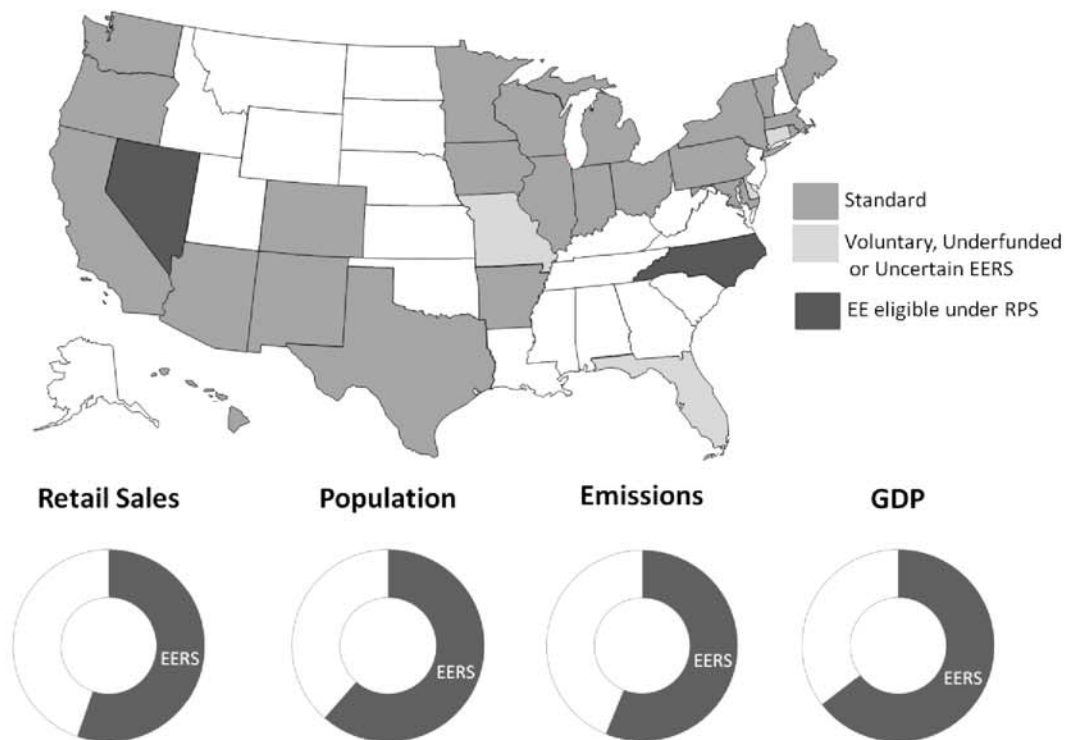 Standard
Voluntary, Underfunded
or Uncertain EERS
EE eligible under RPS
Retail Sales
Population
Emissions
GDP
EERS
EERS
EERS
EERS